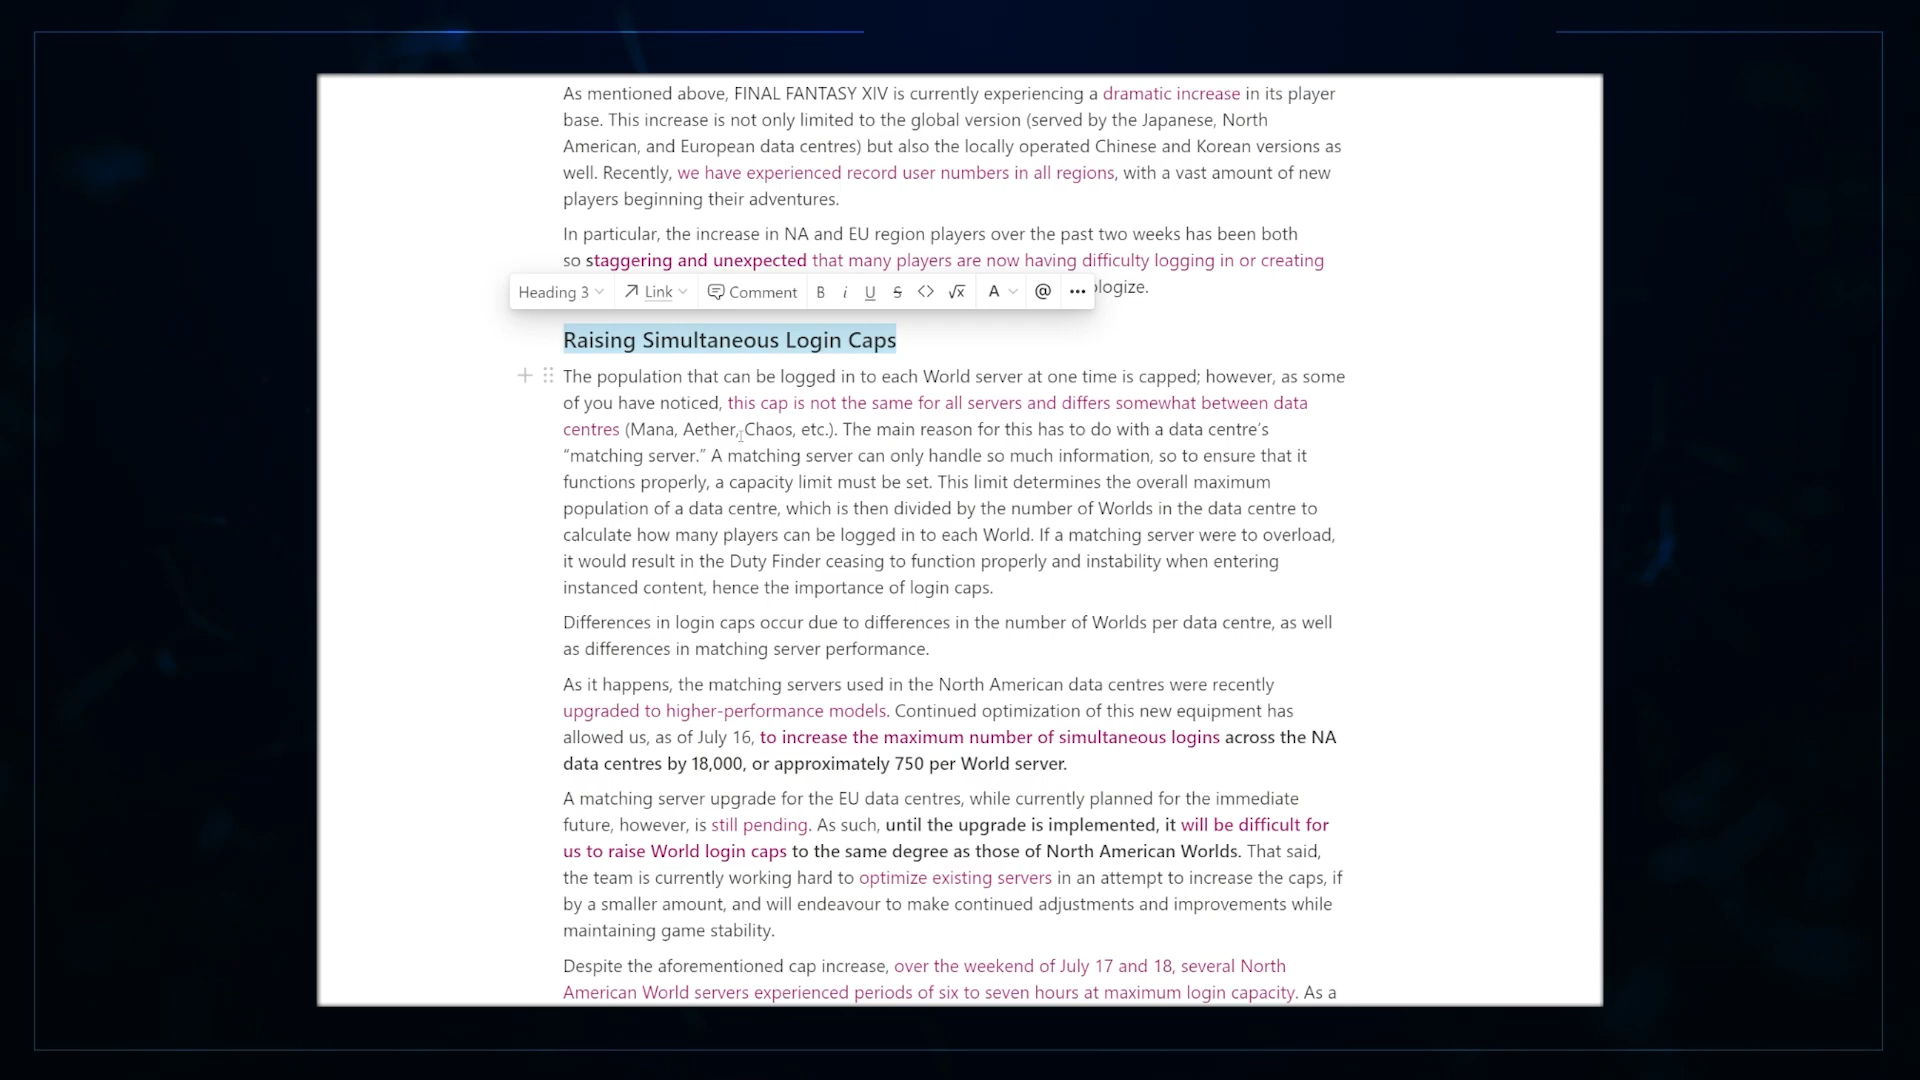 As mentioned above, FINAL FANTASY XIV is currently experiencing a dramatic increase in its player
base. This increase is not only limited to the global version (served by the Japanese, North
American, and European data centres) but also the locally operated Chinese and Korean versions as
well. Recently, we have experienced record user numbers in all regions, with a vast amount of new
players beginning their adventures.
In particular, the increase in NA and EU region players over the past two weeks has been both
so staggering and unexpected that many players are now having difficulty logging in or creating
ologize.
Heading 3 Link Comment B i U S <> √x A @ •••
Raising Simultaneous Login Caps
The population that can be logged in to each World server at one time is capped; however, as some
of you have noticed, this cap is not the same for all servers and differs somewhat between data
centres (Mana, Aether, Chaos, etc.). The main reason for this has to do with a data centre’s
“matching server.” A matching server can only handle so much information, so to ensure that it
functions properly, a capacity limit must be set. This limit determines the overall maximum
population of a data centre, which is then divided by the number of Worlds in the data centre to
calculate how many players can be logged in to each World. If a matching server were to overload,
it would result in the Duty Finder ceasing to function properly and instability when entering
instanced content, hence the importance of login caps.
Differences in login caps occur due to differences in the number of Worlds per data centre, as well
as differences in matching server performance.
As it happens, the matching servers used in the North American data centres were recently
upgraded to higher-performance models. Continued optimization of this new equipment has
allowed us, as of July 16, to increase the maximum number of simultaneous logins across the NA
data centres by 18,000, or approximately 750 per World server.
A matching server upgrade for the EU data centres, while currently planned for the immediate
future, however, is still pending. As such, until the upgrade is implemented, it will be difficult for
us to raise World login caps to the same degree as those of North American Worlds. That said,
the team is currently working hard to optimize existing servers in an attempt to increase the caps, if
by a smaller amount, and will endeavour to make continued adjustments and improvements while
maintaining game stability.
Despite the aforementioned cap increase, over the weekend of July 17 and 18, several North
American World servers experienced periods of six to seven hours at maximum login capacity. As a